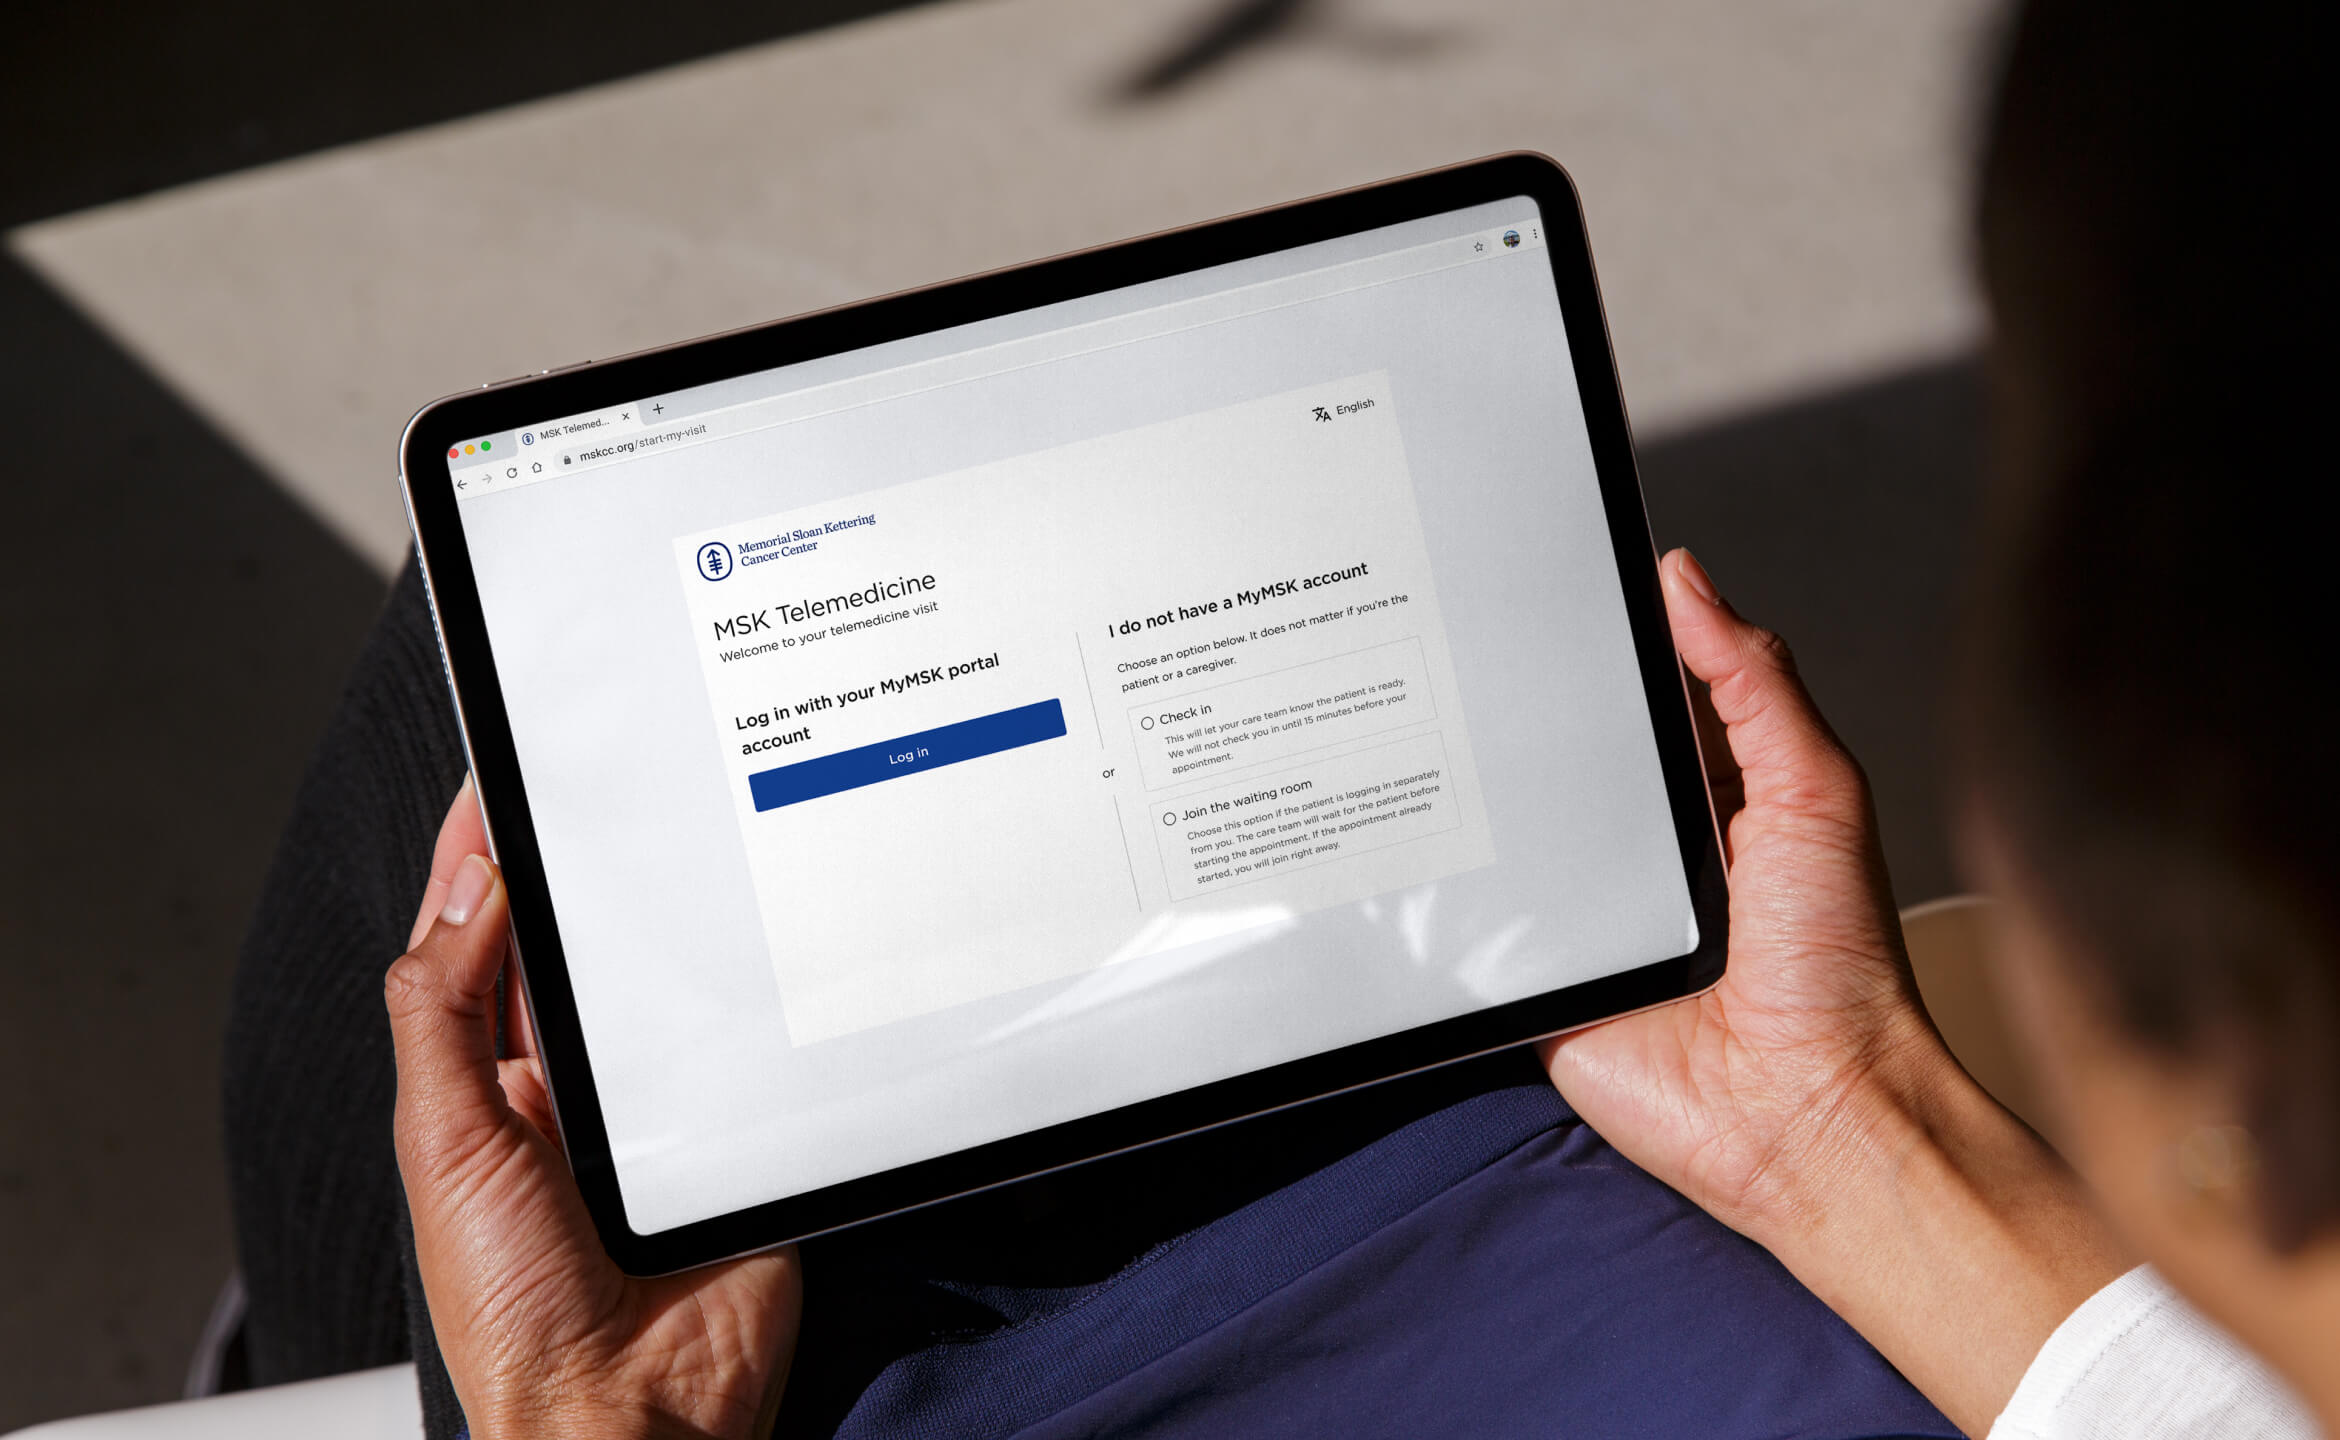 MSK Telemed...
mskcc.org/start-my-visit
English
Memorial Sloan Kettering
Cancer Center
MSK Telemedicine
Welcome to your telemedicine visit
Log in with your MyMSK portal
account
Log in
or
I do not have a MyMSK account
Choose an option below. It does not matter if you're the
patient or a caregiver.
Check in
This will let your care team know the patient is ready.
We will not check you in until 15 minutes before your
appointment.
Join the waiting room
Choose this option if the patient is logging in separately
from you. The care team will wait for the patient before
starting the appointment. If the appointment already
started, you will join right away.